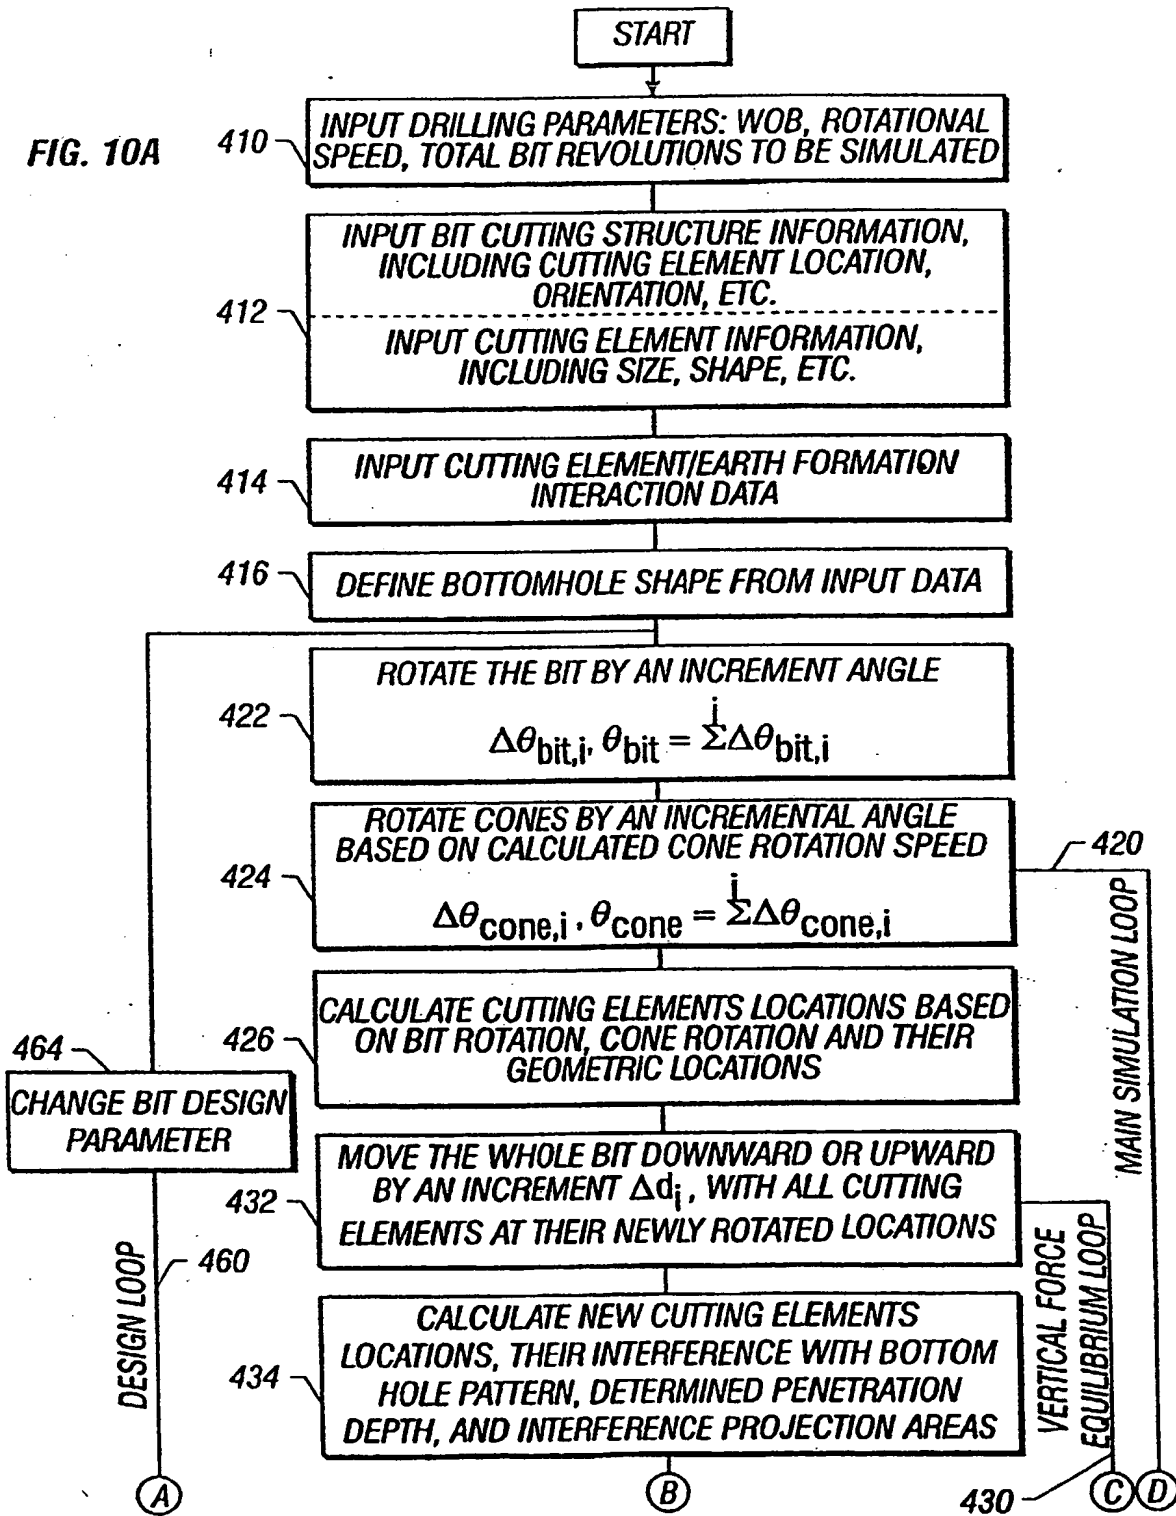 START
FIG. 10A
410
INPUT DRILLING PARAMETERS: WOB, ROTATIONAL
SPEED, TOTAL BIT REVOLUTIONS TO BE SIMULATED
412
INPUT BIT CUTTING STRUCTURE INFORMATION,
INCLUDING CUTTING ELEMENT LOCATION,
ORIENTATION, ETC.
INPUT CUTTING ELEMENT INFORMATION,
INCLUDING SIZE, SHAPE, ETC.
414
INPUT CUTTING ELEMENT/EARTH FORMATION
INTERACTION DATA
416
DEFINE BOTTOMHOLE SHAPE FROM INPUT DATA
422
ROTATE THE BIT BY AN INCREMENT ANGLE
Δθbit,i, θbit = i ΣΔθbit,i
424
ROTATE CONES BY AN INCREMENTAL ANGLE
BASED ON CALCULATED CONE ROTATION SPEED
Δθcone,i, θcone = i ΣΔθcone,i
420
MAIN SIMULATION LOOP
426
CALCULATE CUTTING ELEMENTS LOCATIONS BASED
ON BIT ROTATION, CONE ROTATION AND THEIR
GEOMETRIC LOCATIONS
464
CHANGE BIT DESIGN
PARAMETER
432
MOVE THE WHOLE BIT DOWNWARD OR UPWARD
BY AN INCREMENT Δdi, WITH ALL CUTTING
ELEMENTS AT THEIR NEWLY ROTATED LOCATIONS
460
DESIGN LOOP
434
CALCULATE NEW CUTTING ELEMENTS
LOCATIONS, THEIR INTERFERENCE WITH BOTTOM
HOLE PATTERN, DETERMINED PENETRATION
DEPTH, AND INTERFERENCE PROJECTION AREAS
VERTICAL FORCE
EQUILIBRIUM LOOP
430
A
B
C
D